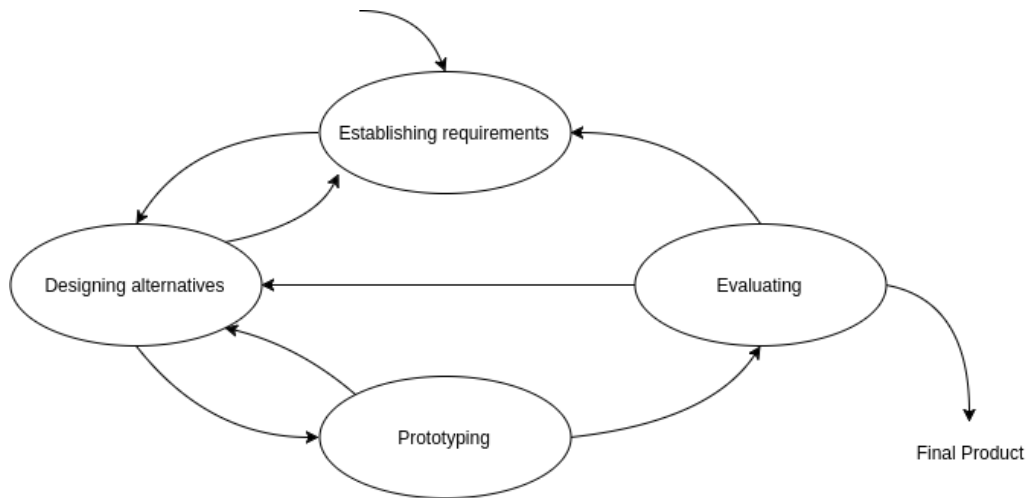 Establishing requirements
Designing alternatives
Evaluating
Prototyping
Final Product